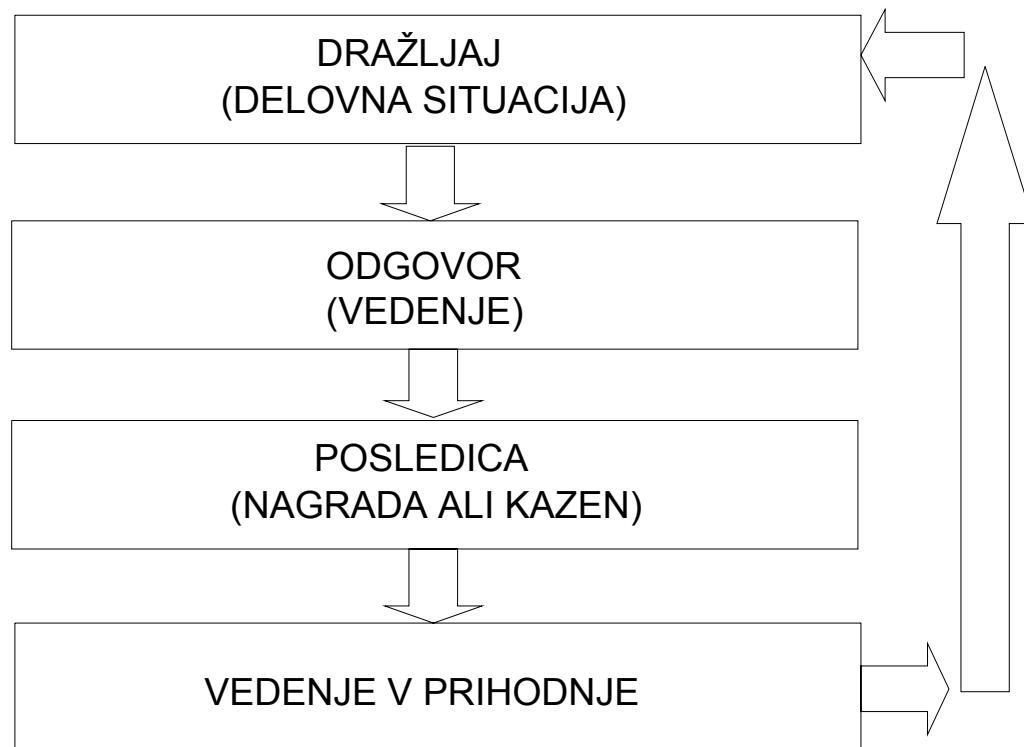 DRAŽLJAJ
(DELOVNA SITUACIJA)
ODGOVOR
(VEDENJE)
POSLEDICA
(NAGRADA ALI KAZEN)
VEDENJE V PRIHODNJE